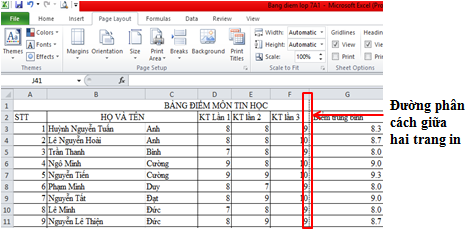 Bang diem lop 7A1 - Microsoft Excel (Pre
File Home Insert Page Layout Formulas Data Review View
Themes Colors Fonts Effects
Margins Orientation Size Print Area Breaks Background Print Titles
Width: Automatic
Height: Automatic
Scale: 100%
Gridlines View Print
Headings View Print
Themes Page Setup Scale to Fit Sheet Options
J41 fx
A B C D E F G
1 BẢNG ĐIỂM MÔN TIN HỌC
2 STT HỌ VÀ TÊN KT Lần 1 KT lần 2 KT lần 3 Điểm trung bình
3 1 Huỳnh Nguyễn Tuấn Anh 8 8 9 8.3
4 2 Lê Nguyễn Hoài Anh 8 8 10 8.7
5 3 Trần Thanh Bình 7 8 9 8.0
6 4 Ngô Minh Cường 9 8 10 9.0
7 5 Nguyễn Tiến Cường 9 9 10 9.3
8 6 Phạm Minh Duy 8 7 9 8.0
9 7 Nguyễn Tất Đạt 8 9 10 9.0
10 8 Lê Minh Đức 7 8 9 8.0
11 9 Nguyễn Lê Thiện Đức 8 9 9 8.7
Đường phân
cách giữa
hai trang in